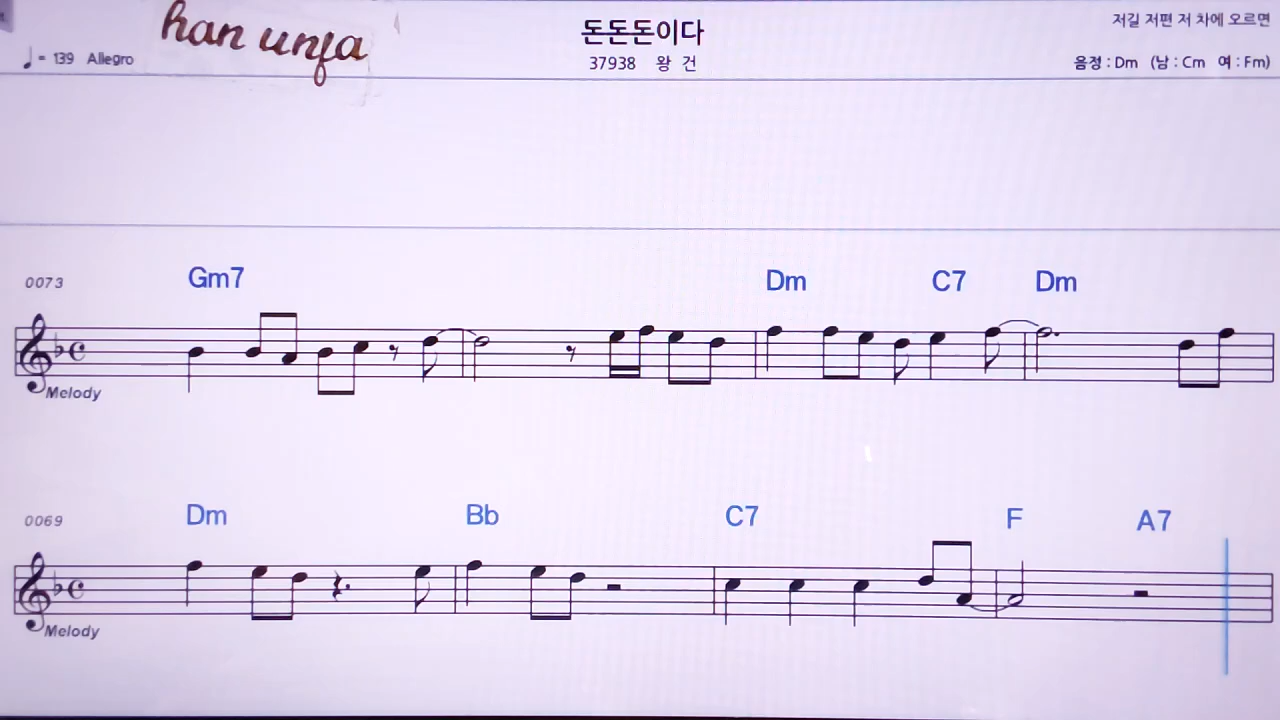 han unja
돈돈돈이다
저길 저편 저 차에 오르면
♩= 139 Allegro
37938 왕 건
음정 : Dm (남 : Cm 여 : Fm)
0073 Gm7 Dm C7 Dm
Melody
0069 Dm Bb C7 F A7
Melody